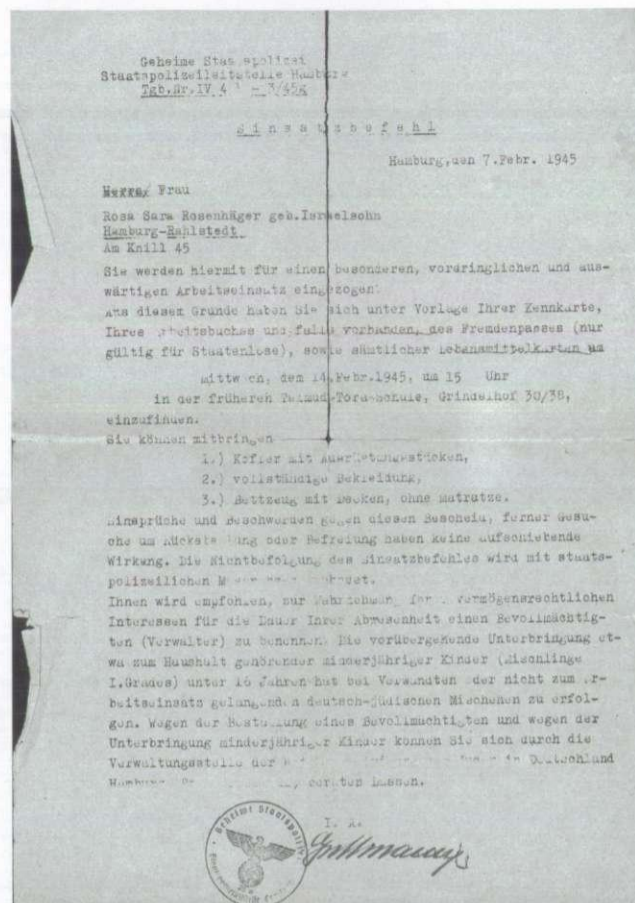 Geheime Staatspolizei
Staatspolizeileitstelle Hamburg
Tgb.Nr.IV 4 - 3/45g
Einsatzbefehl
Hamburg,den 7.Febr. 1945
Herrn Frau
Rosa Sara Rosenhäger geb.Israelsohn
Hamburg-Rahlstedt
Am Knill 45
Sie werden hiermit für einen besonderen, vordringlichen und aus-
wärtigen Arbeitseinsatz eingezogen.
Aus diesem Grunde haben Sie sich unter Vorlage Ihrer Kennkarte,
Ihres Arbeitsbuches und falls vorhanden, des Fremdenpasses (nur
gültig für Staatenlose), sowie sämtlicher Lebensmittelkarten am
Mittwoch, dem 14.Febr.1945, um 15 Uhr
in der früheren Talmud-Tora-Schule, Grindelhof 30/38,
einzufinden.
Sie können mitbringen
1.) Koffer mit Ausrüstungsstücken,
2.) vollständige Bekleidung,
3.) Bettzeug mit Decken, ohne Matratze.
Einsprüche und Beschwerden gegen diesen Bescheid, ferner Gesu-
che um Rückstellung oder Befreiung haben keine aufschiebende
Wirkung. Die Nichtbefolgung des Einsatzbefehles wird mit staats-
polizeilichen geahndet.
Ihnen wird empfohlen, zur Wahrnehmung vermögensrechtlichen
Interessen für die Dauer Ihrer Abwesenheit einen Bevollmächtig-
ten (Verwalter) zu benennen. Die vorübergehende Unterbringung et-
wa zum Haushalt gehörender minderjähriger Kinder (Mischlinge
I.Grades) unter 16 Jahren hat bei Verwandten oder nicht zum Ar-
beitseinsatz gelangenden deutsch-jüdischen Mischehen zu erfol-
gen. Wegen der Bestellung eines Bevollmächtigten und wegen der
Unterbringung minderjähriger Kinder können Sie sich durch die
Verwaltungsstelle der in Deutschland
Hamburg beraten lassen.
I. A.
Geheime Staatspolizei